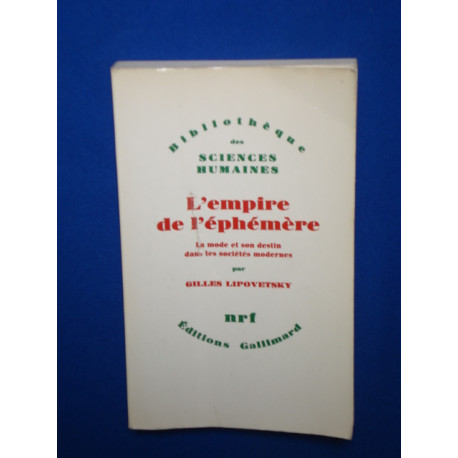 Bibliothèque
des
SCIENCES
HUMAINES
L'empire
de l'éphémère
La mode et son destin
dans les sociétés modernes
par
GILLES LIPOVETSKY
nrf
Éditions Gallimard